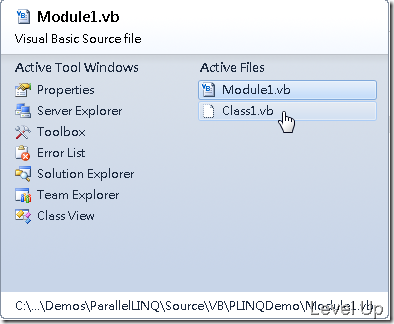 Module1.vb
Visual Basic Source file
Active Tool Windows
Properties
Server Explorer
Toolbox
Error List
Solution Explorer
Team Explorer
Class View
Active Files
Module1.vb
Class1.vb
C:\...\Demos\ParallelLINQ\Source\VB\PLINQDemo\Module1.vb
Level Up